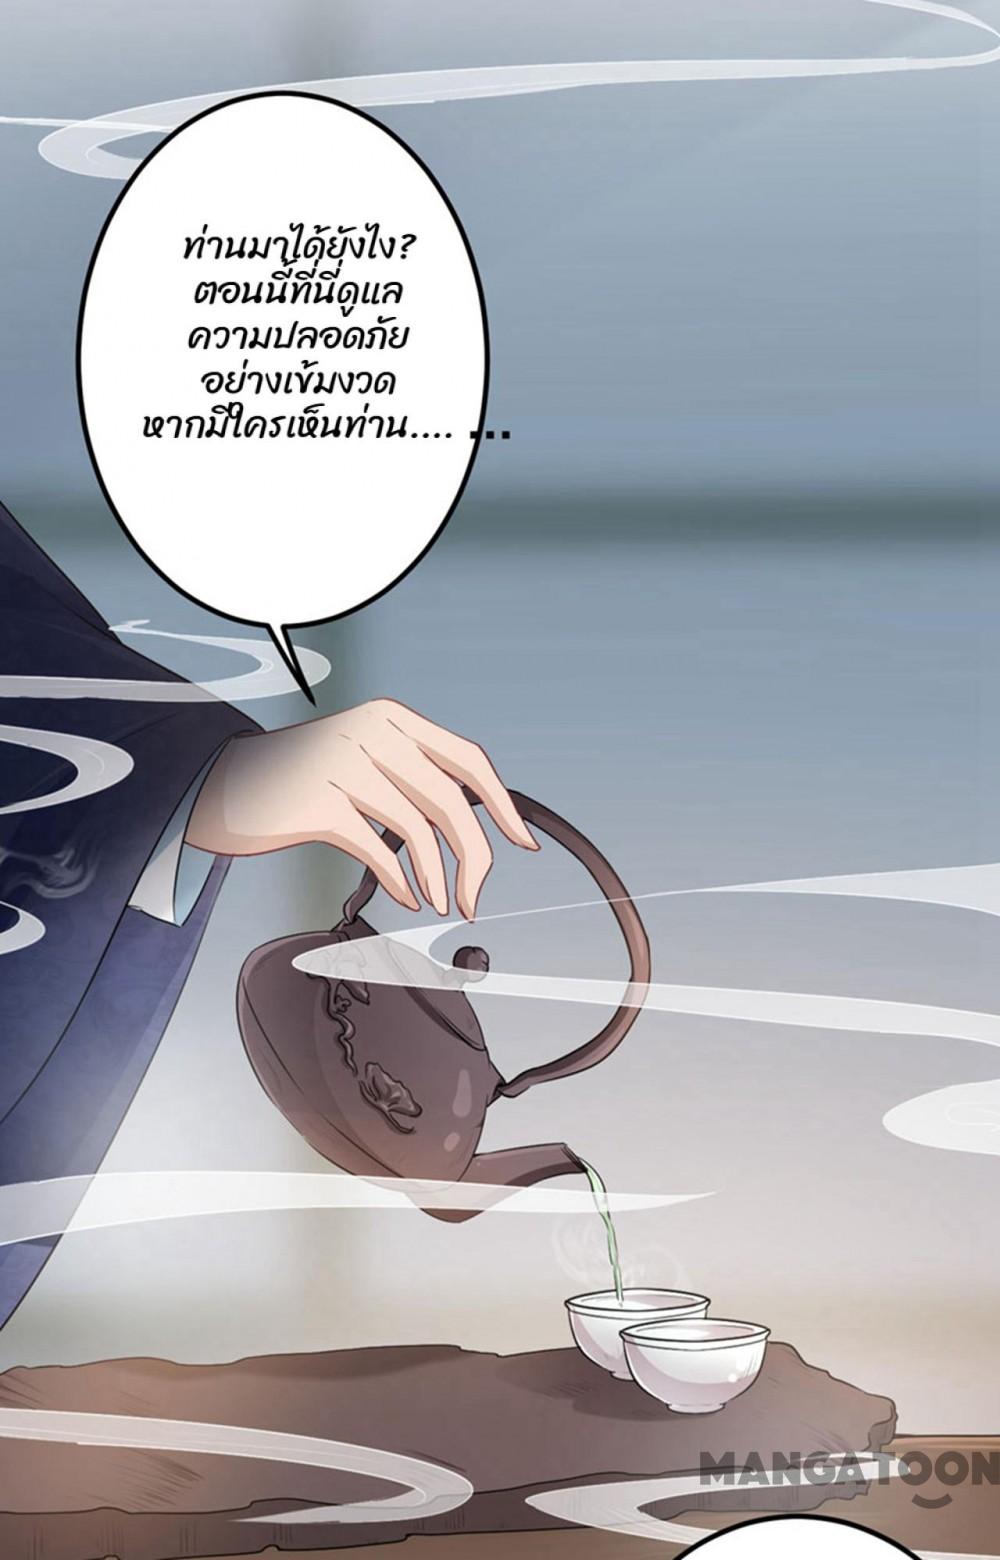 ท่านมาได้ยังไง?
ตอนนี้ที่นี่ดูแล
ความปลอดภัย
อย่างเข้มงวด
หากมีใครเห็นท่าน.... ...
MANGATOON